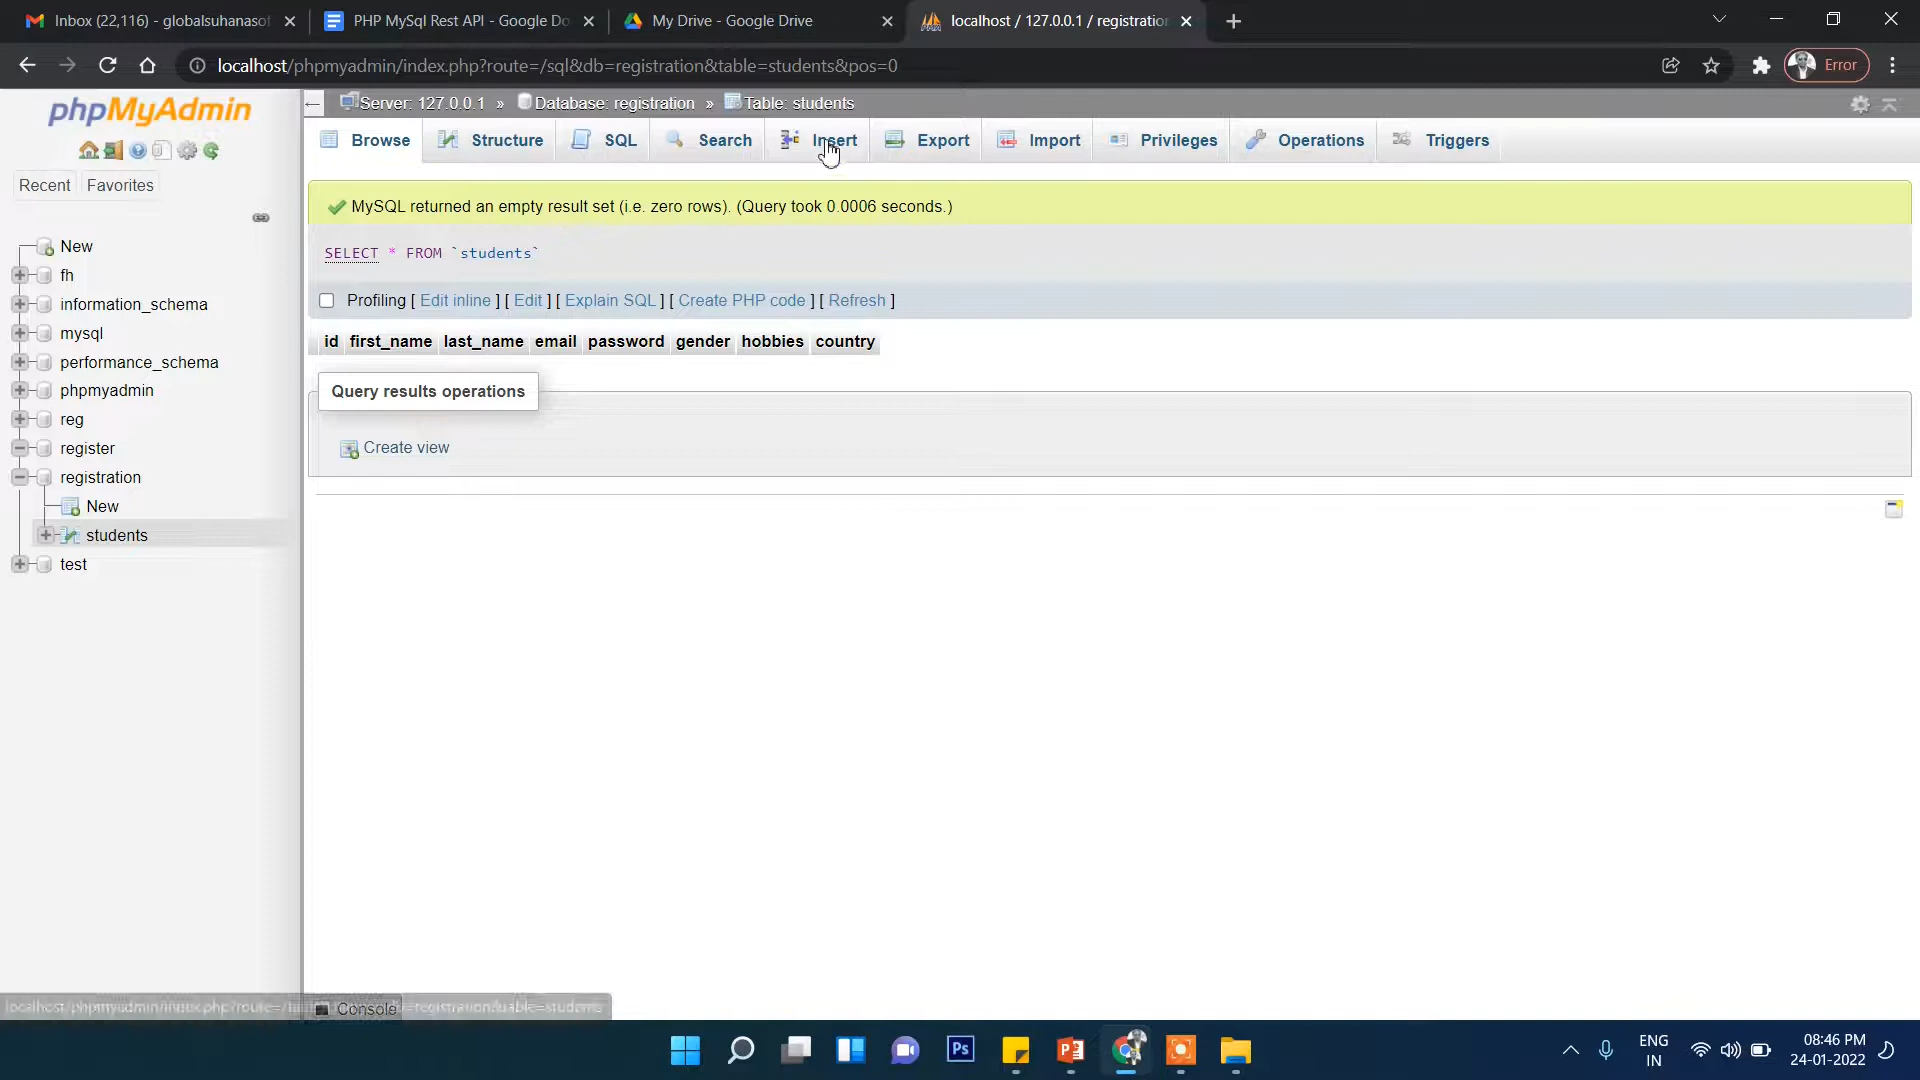 Inbox (22,116) - globalsuhanasof
PHP MySql Rest API - Google Do
My Drive - Google Drive
localhost / 127.0.0.1 / registratio
localhost/phpmyadmin/index.php?route=/sql&db=registration&table=students&pos=0
Error
phpMyAdmin
Recent
Favorites
New
fh
information_schema
mysql
performance_schema
phpmyadmin
reg
register
registration
New
students
test
Server: 127.0.0.1 » Database: registration » Table: students
Browse
Structure
SQL
Search
Insert
Export
Import
Privileges
Operations
Triggers
MySQL returned an empty result set (i.e. zero rows). (Query took 0.0006 seconds.)
SELECT * FROM `students`
Profiling [ Edit inline ] [ Edit ] [ Explain SQL ] [ Create PHP code ] [ Refresh ]
id first_name last_name email password gender hobbies country
Query results operations
Create view
Console
Ps
ENG
IN
08:46 PM
24-01-2022